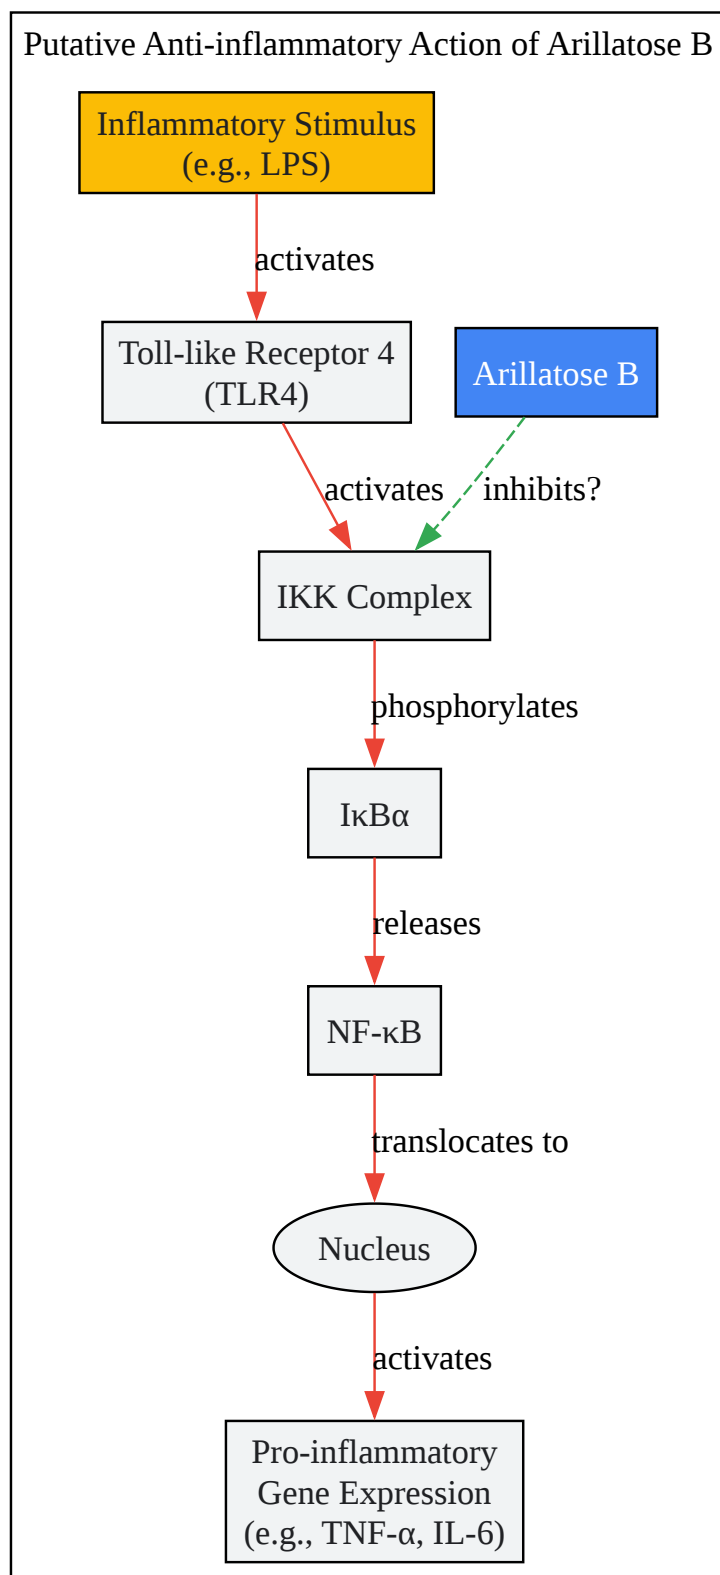 Putative Anti-inflammatory Action of Arillatose B
Inflammatory Stimulus
(e.g., LPS)
activates
Toll-like Receptor 4
(TLR4)
Arillatose B
activates
inhibits?
IKK Complex
phosphorylates
IκBα
releases
NF-κB
translocates to
Nucleus
activates
Pro-inflammatory
Gene Expression
(e.g., TNF-α, IL-6)